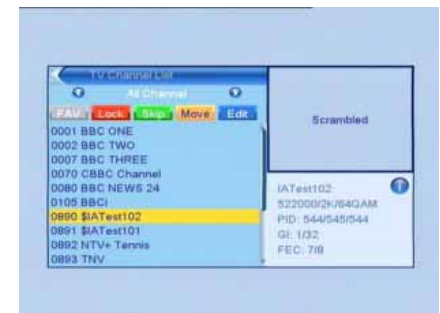 TV Channel List
All Channel
FAV Lock Skip Move Edit
0001 BBC ONE
0002 BBC TWO
0007 BBC THREE
0070 CBBC Channel
0080 BBC NEWS 24
0105 BBCi
0890 $IATest102
0891 $IATest101
0892 NTV+ Tennis
0893 TNV
Scrambled
IATest102
522000/2K/64QAM
PID: 544/545/544
GI: 1/32
FEC: 7/8